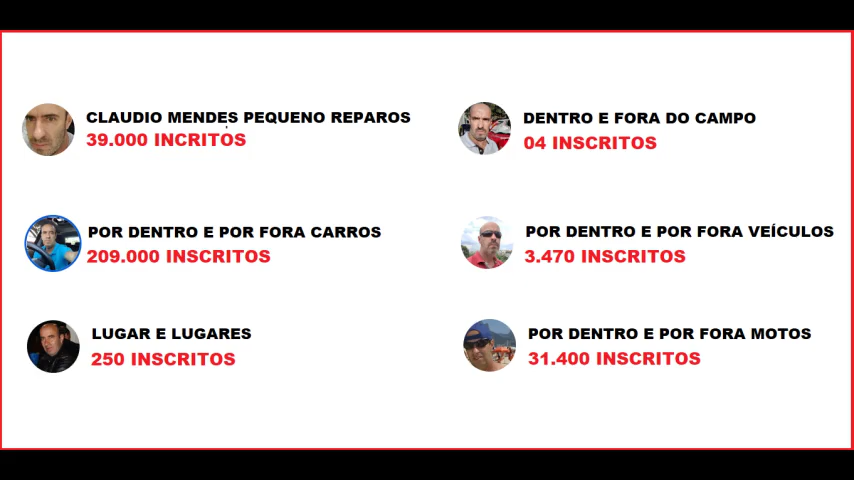 CLAUDIO MENDES PEQUENO REPAROS
39.000 INCRITOS
DENTRO E FORA DO CAMPO
04 INSCRITOS
POR DENTRO E POR FORA CARROS
209.000 INSCRITOS
POR DENTRO E POR FORA VEÍCULOS
3.470 INSCRITOS
LUGAR E LUGARES
250 INSCRITOS
POR DENTRO E POR FORA MOTOS
31.400 INSCRITOS